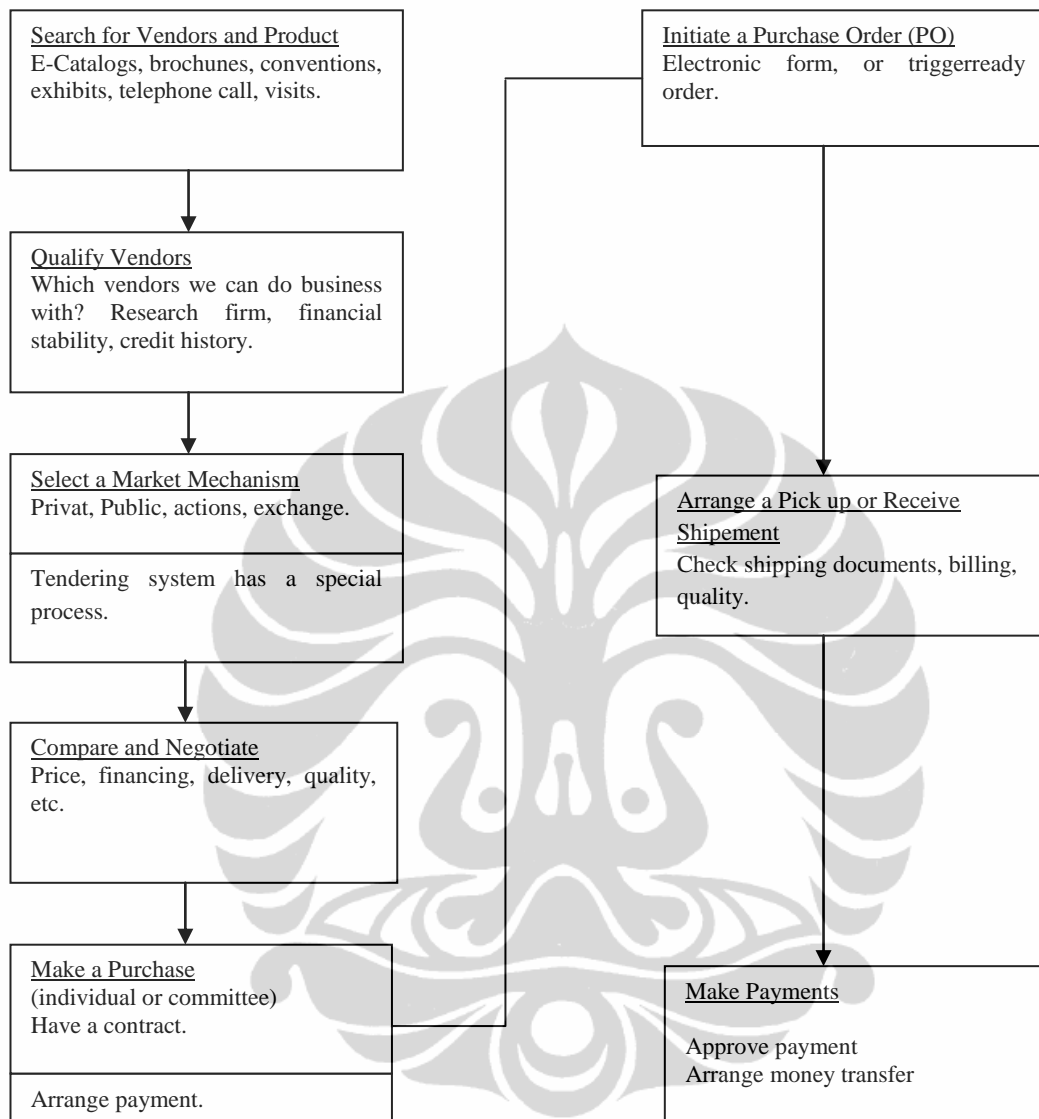 Search for Vendors and Product
E-Catalogs, brochunes, conventions,
exhibits, telephone call, visits.
Qualify Vendors
Which vendors we can do business
with? Research firm, financial
stability, credit history.
Select a Market Mechanism
Privat, Public, actions, exchange.
Tendering system has a special
process.
Compare and Negotiate
Price, financing, delivery, quality,
etc.
Make a Purchase
(individual or committee)
Have a contract.
Arrange payment.
Initiate a Purchase Order (PO)
Electronic form, or triggerready
order.
Arrange a Pick up or Receive
Shipement
Check shipping documents, billing,
quality.
Make Payments
Approve payment
Arrange money transfer